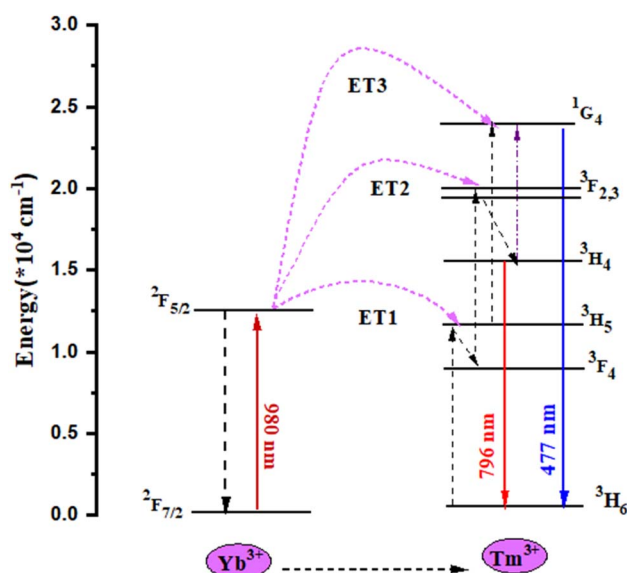 Energy(*10⁴ cm⁻¹)
3.0
2.5
2.0
1.5
1.0
0.5
0.0
ET3
ET2
ET1
²F₅/₂
²F₇/₂
980 nm
¹G₄
³F₂,₃
³H₄
³H₅
³F₄
³H₆
796 nm
477 nm
Yb³⁺
Tm³⁺